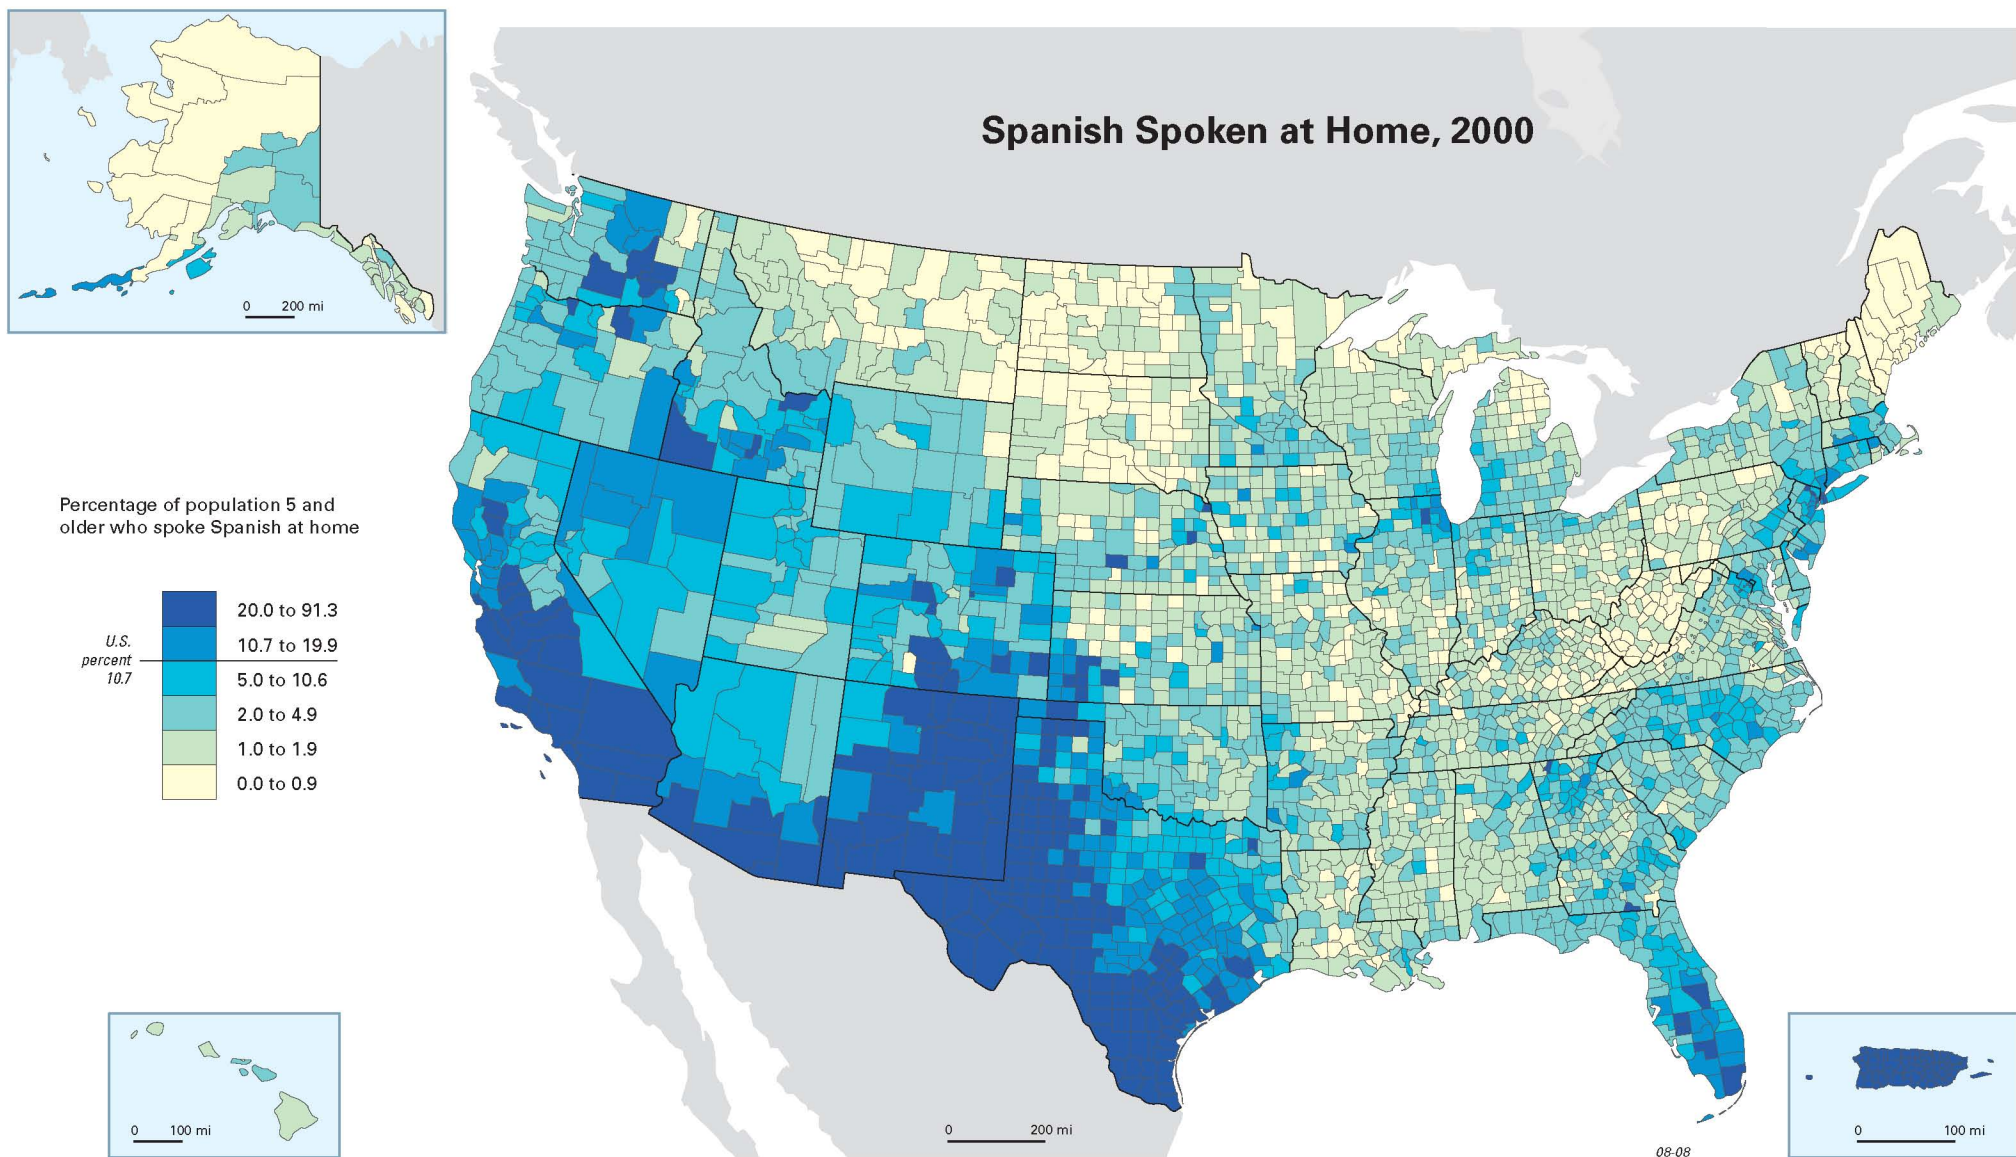 Spanish Spoken at Home, 2000
0 200 mi
Percentage of population 5 and
older who spoke Spanish at home
20.0 to 91.3
10.7 to 19.9
5.0 to 10.6
2.0 to 4.9
1.0 to 1.9
0.0 to 0.9
U.S.
percent
10.7
0 100 mi
0 200 mi
0 100 mi
08-08